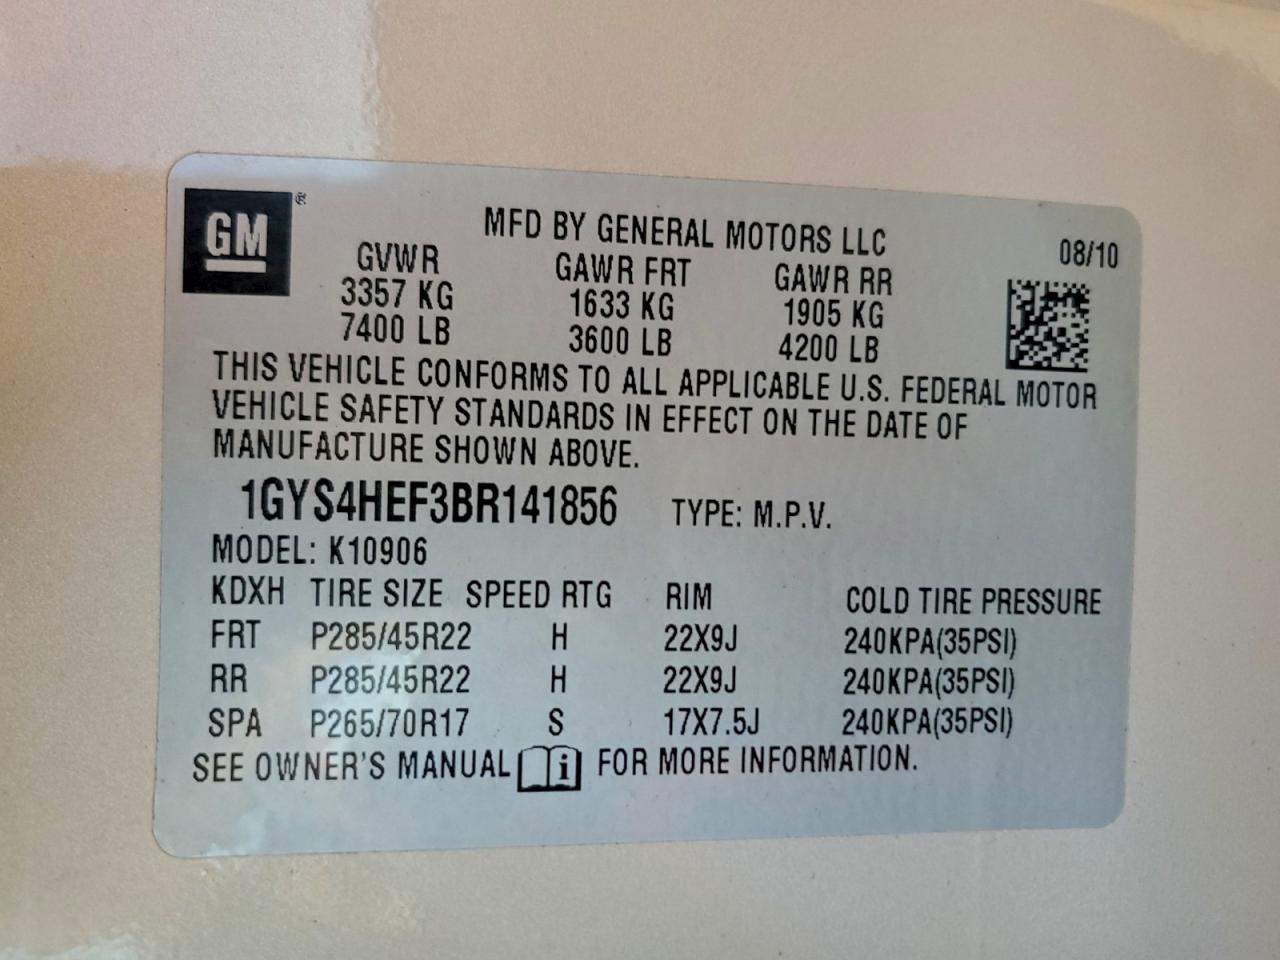 GM ®
MFD BY GENERAL MOTORS LLC
08/10
GVWR GAWR FRT GAWR RR
3357 KG 1633 KG 1905 KG
7400 LB 3600 LB 4200 LB
THIS VEHICLE CONFORMS TO ALL APPLICABLE U.S. FEDERAL MOTOR
VEHICLE SAFETY STANDARDS IN EFFECT ON THE DATE OF
MANUFACTURE SHOWN ABOVE.
1GYS4HEF3BR141856 TYPE: M.P.V.
MODEL: K10906
KDXH TIRE SIZE SPEED RTG RIM COLD TIRE PRESSURE
FRT P285/45R22 H 22X9J 240KPA(35PSI)
RR P285/45R22 H 22X9J 240KPA(35PSI)
SPA P265/70R17 S 17X7.5J 240KPA(35PSI)
SEE OWNER'S MANUAL i FOR MORE INFORMATION.